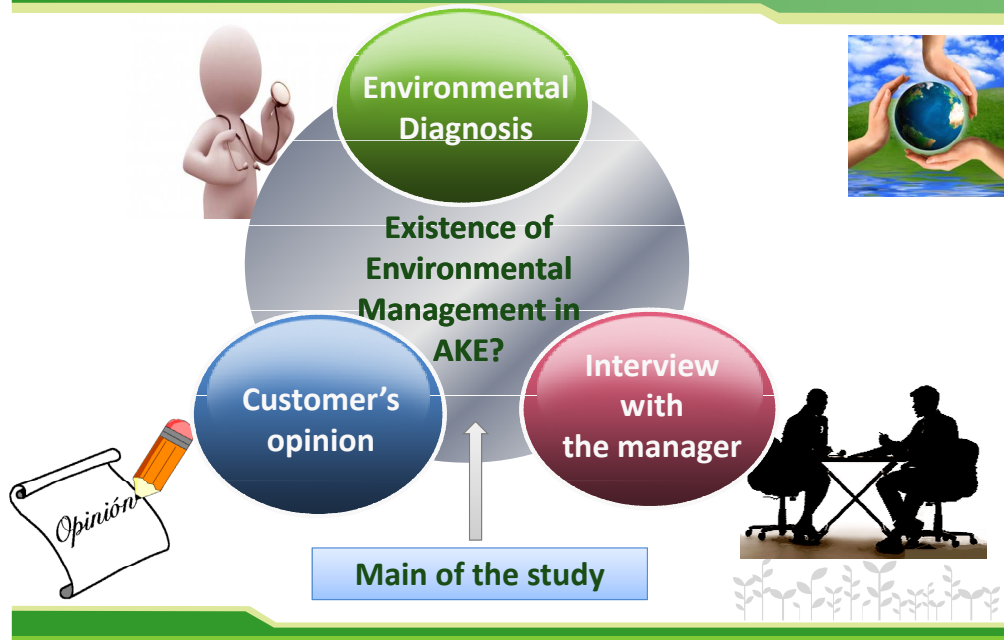 Environmental
Diagnosis
Existence of
Environmental
Management in
AKE?
Customer's
opinion
Interview
with
the manager
Opinión
Main of the study